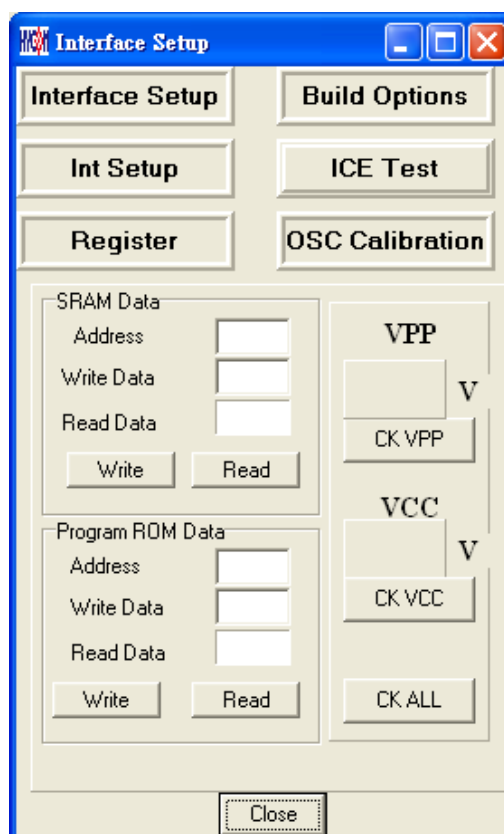 Interface Setup
Interface Setup
Build Options
Int Setup
ICE Test
Register
OSC Calibration
SRAM Data
Address
Write Data
Read Data
Write
Read
VPP
V
CK VPP
VCC
V
CK VCC
Program ROM Data
Address
Write Data
Read Data
Write
Read
CK ALL
Close